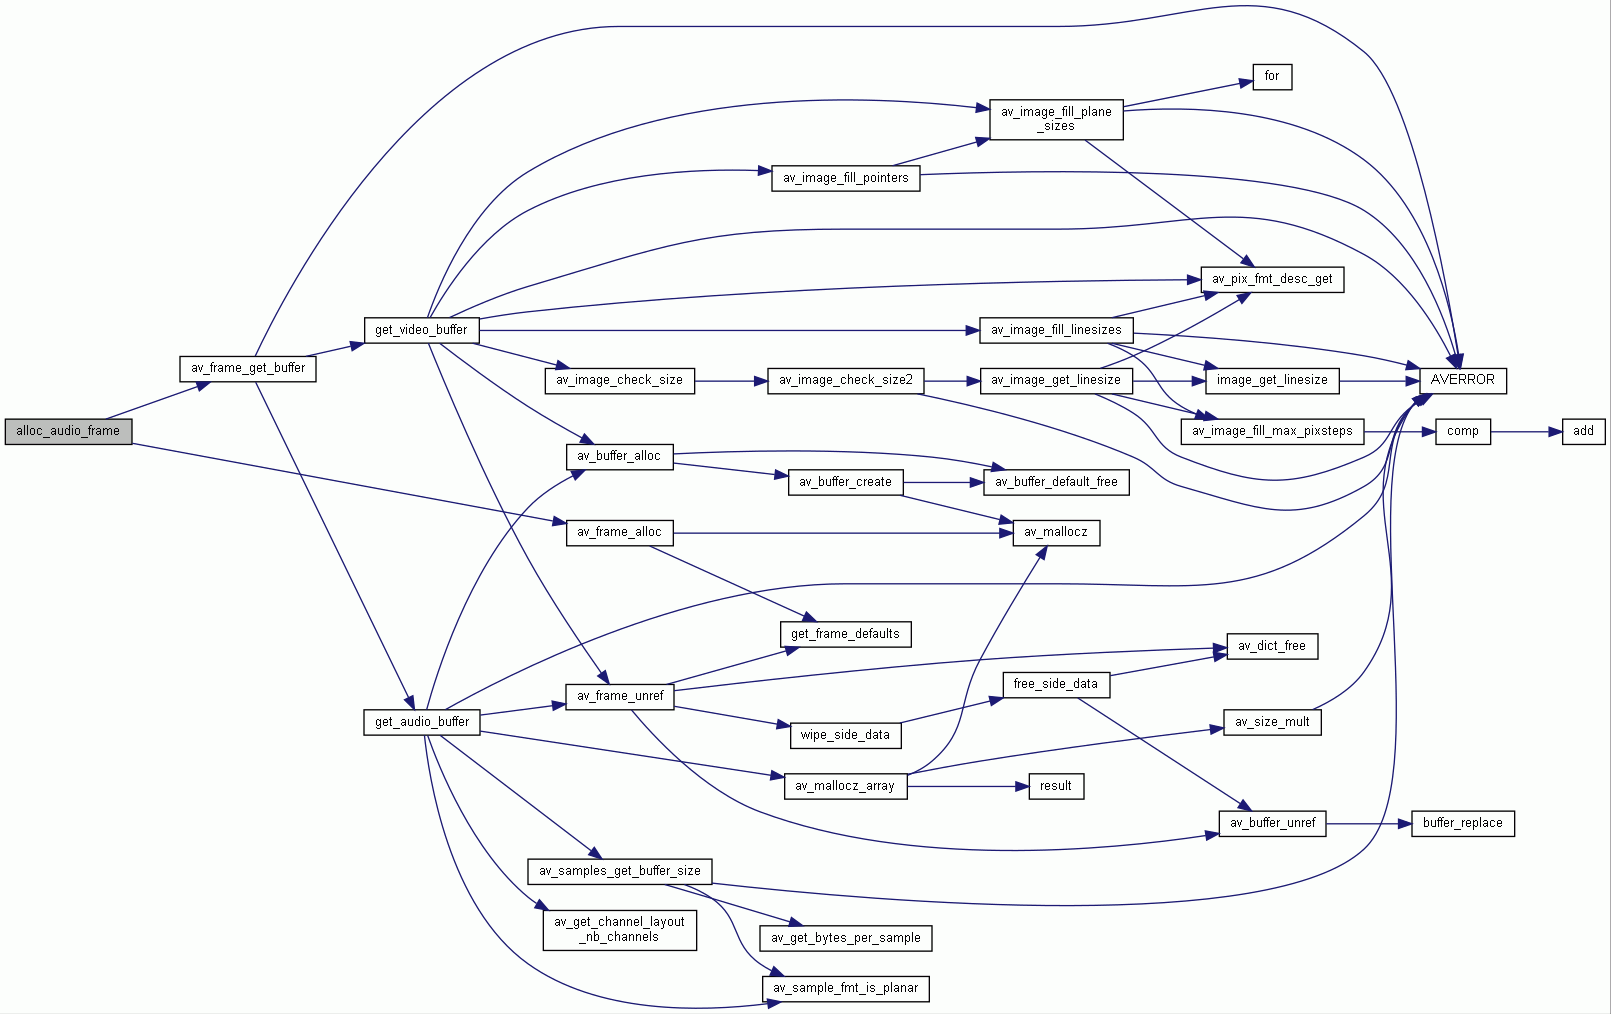 for
av_image_fill_plane
_sizes
av_image_fill_pointers
av_pix_fmt_desc_get
get_video_buffer
av_image_fill_linesizes
av_frame_get_buffer
av_image_check_size
av_image_check_size2
av_image_get_linesize
image_get_linesize
AVERROR
alloc_audio_frame
av_image_fill_max_pixsteps
comp
add
av_buffer_alloc
av_buffer_create
av_buffer_default_free
av_frame_alloc
av_mallocz
get_frame_defaults
av_dict_free
av_frame_unref
free_side_data
get_audio_buffer
wipe_side_data
av_size_mult
av_mallocz_array
result
av_buffer_unref
buffer_replace
av_samples_get_buffer_size
av_get_channel_layout
_nb_channels
av_get_bytes_per_sample
av_sample_fmt_is_planar